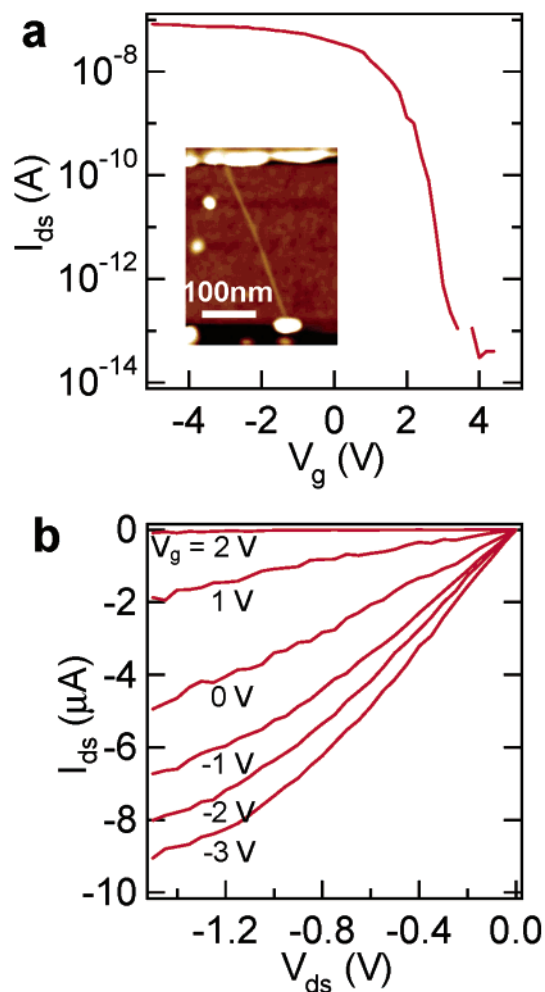 a
10⁻⁸
10⁻¹⁰
10⁻¹²
10⁻¹⁴
I_ds (A)
100nm
-4 -2 0 2 4
V_g (V)
b
0
-2
-4
-6
-8
-10
I_ds (μA)
V_g = 2 V
1 V
0 V
-1 V
-2 V
-3 V
-1.2 -0.8 -0.4 0.0
V_ds (V)